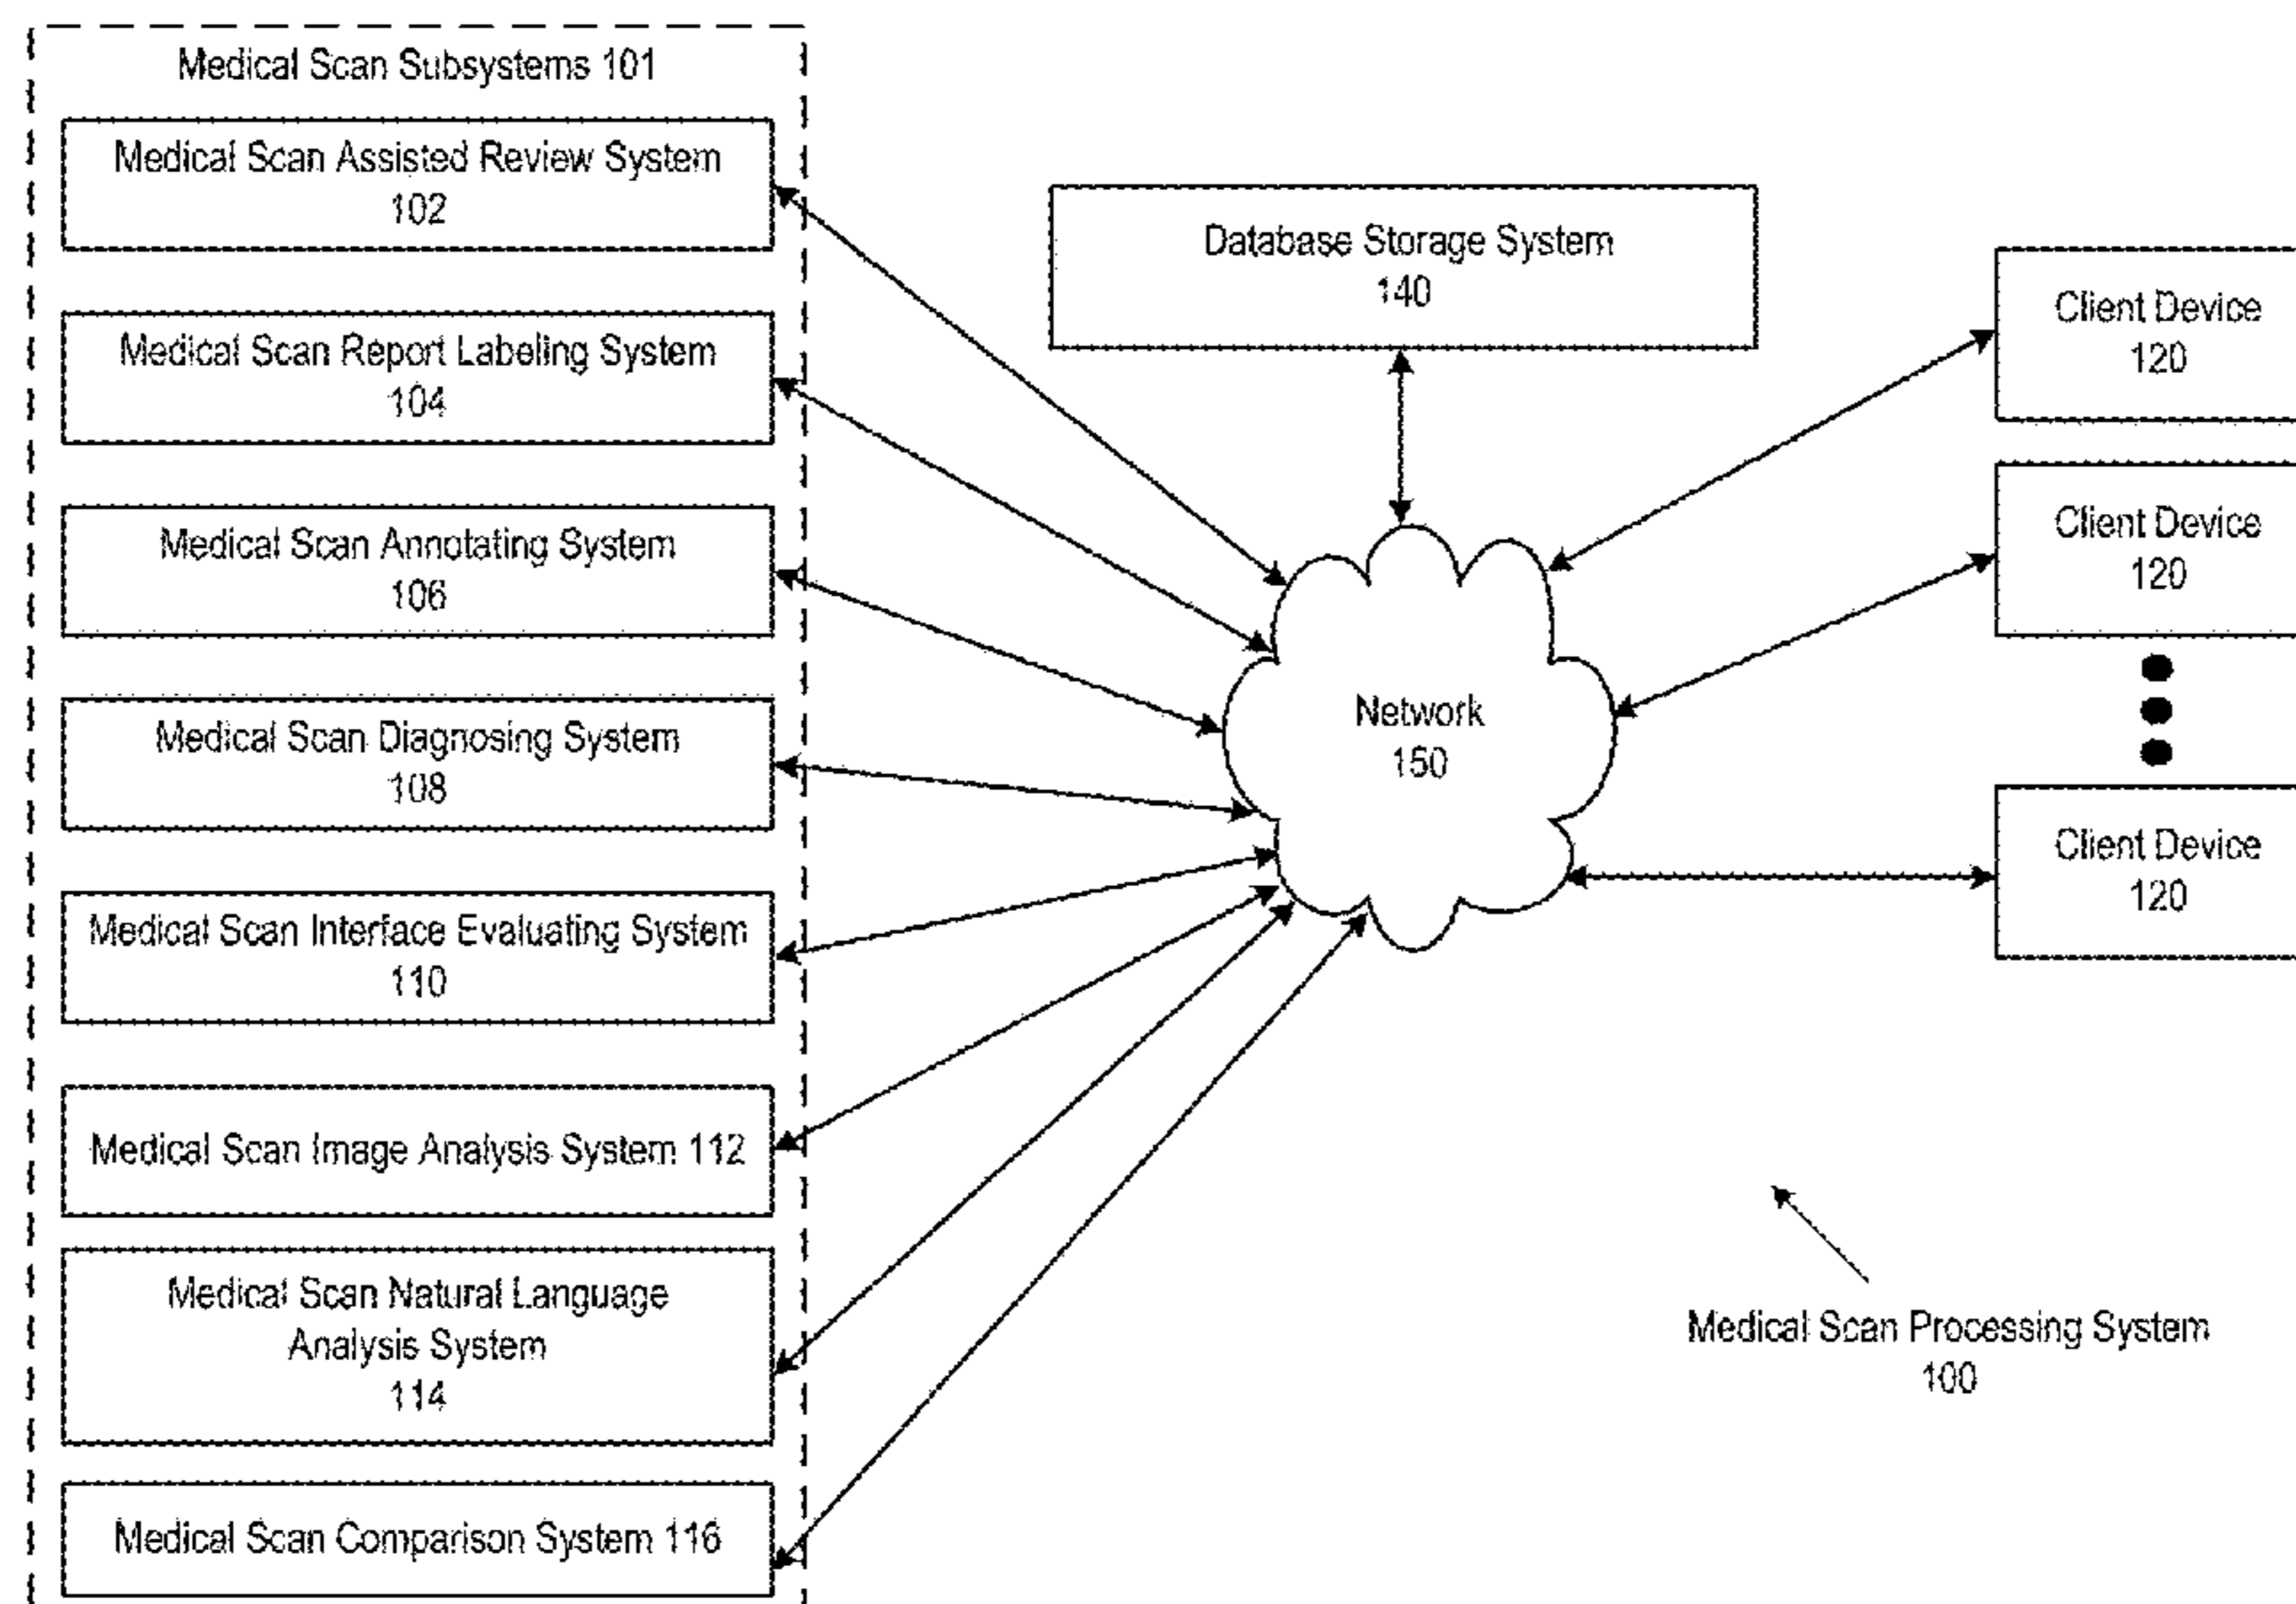 Medical Scan Subsystems 101
Medical Scan Assisted Review System
102
Medical Scan Report Labeling System
104
Medical Scan Annotating System
106
Medical Scan Diagnosing System
108
Medical Scan Interface Evaluating System
110
Medical Scan Image Analysis System 112
Medical Scan Natural Language
Analysis System
114
Medical Scan Comparison System 116
Database Storage System
140
Network
150
Client Device
120
Client Device
120
Client Device
120
Medical Scan Processing System
100